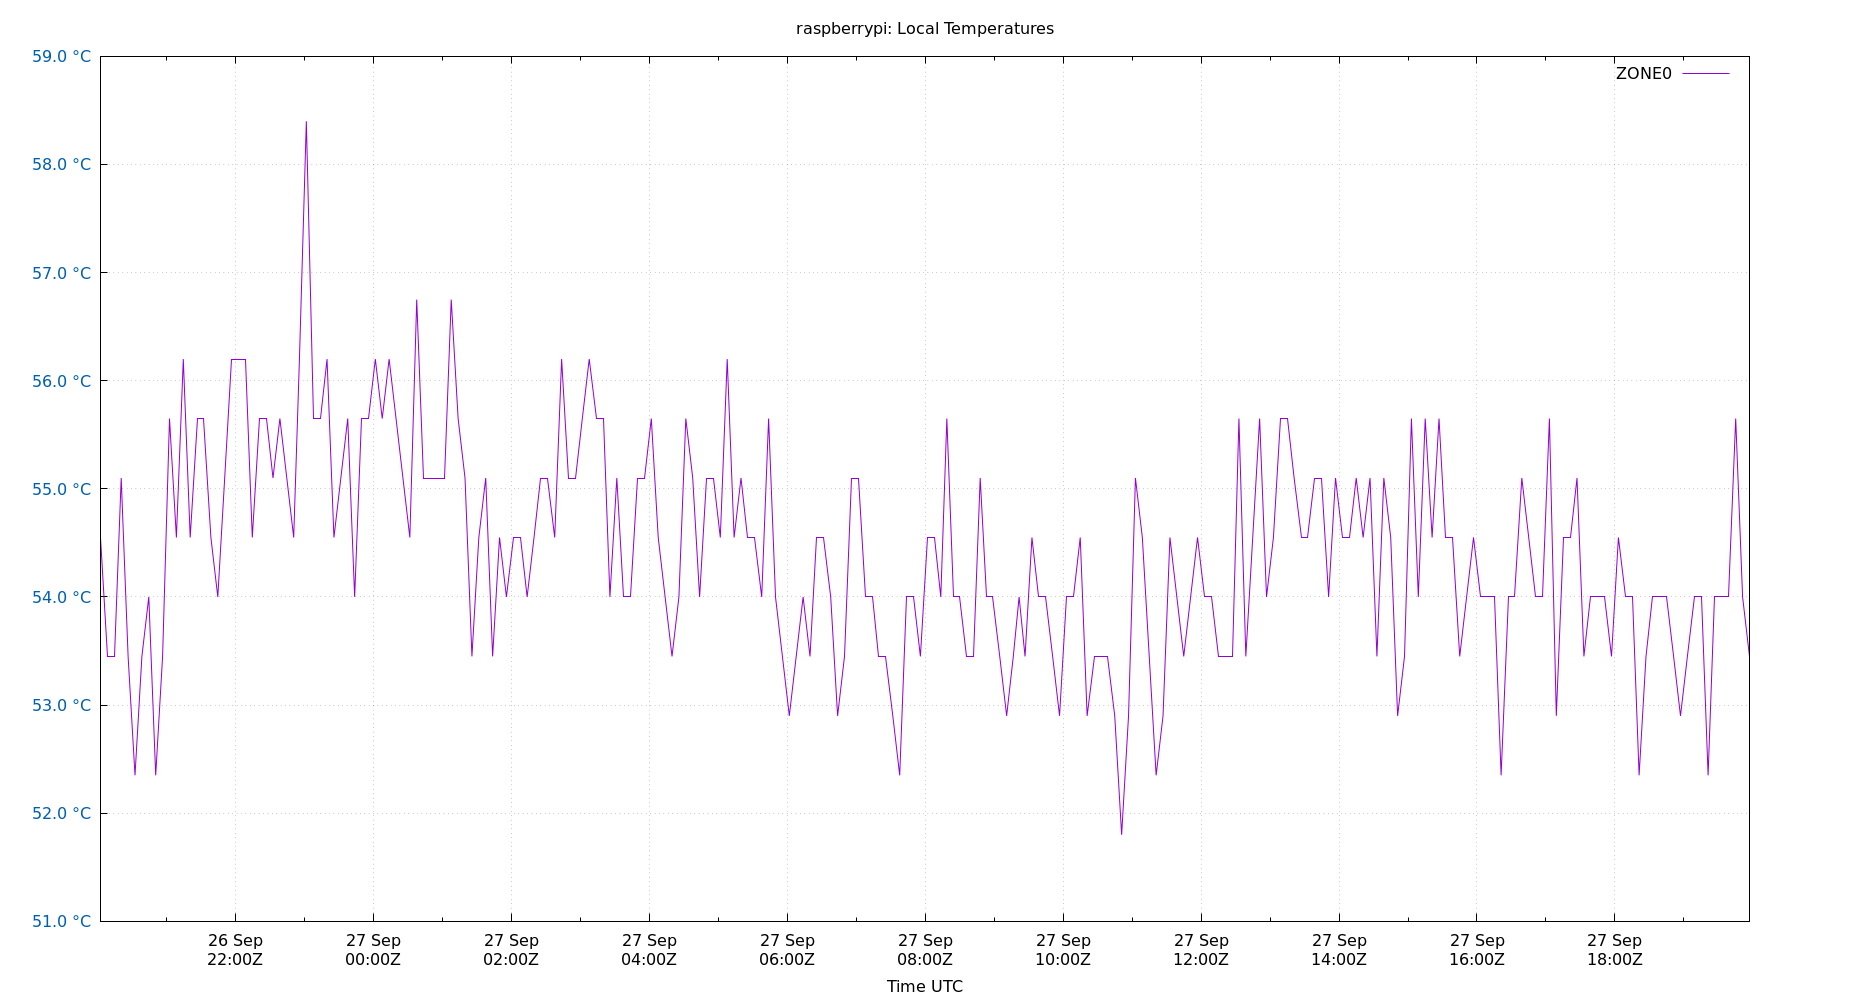 raspberrypi: Local Temperatures
59.0 °C
ZONE0
58.0 °C
57.0 °C
56.0 °C
55.0 °C
54.0 °C
53.0 °C
52.0 °C
51.0 °C
26 Sep 27 Sep 27 Sep 27 Sep 27 Sep 27 Sep 27 Sep 27 Sep 27 Sep 27 Sep 27 Sep
22:00Z 00:00Z 02:00Z 04:00Z 06:00Z 08:00Z 10:00Z 12:00Z 14:00Z 16:00Z 18:00Z
Time UTC